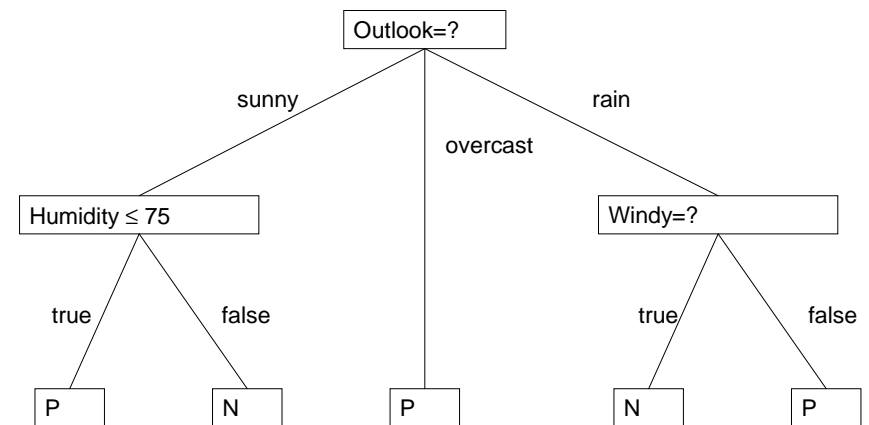 Outlook=?
sunny
rain
overcast
Humidity ≤ 75
Windy=?
true
false
true
false
P
N
P
N
P